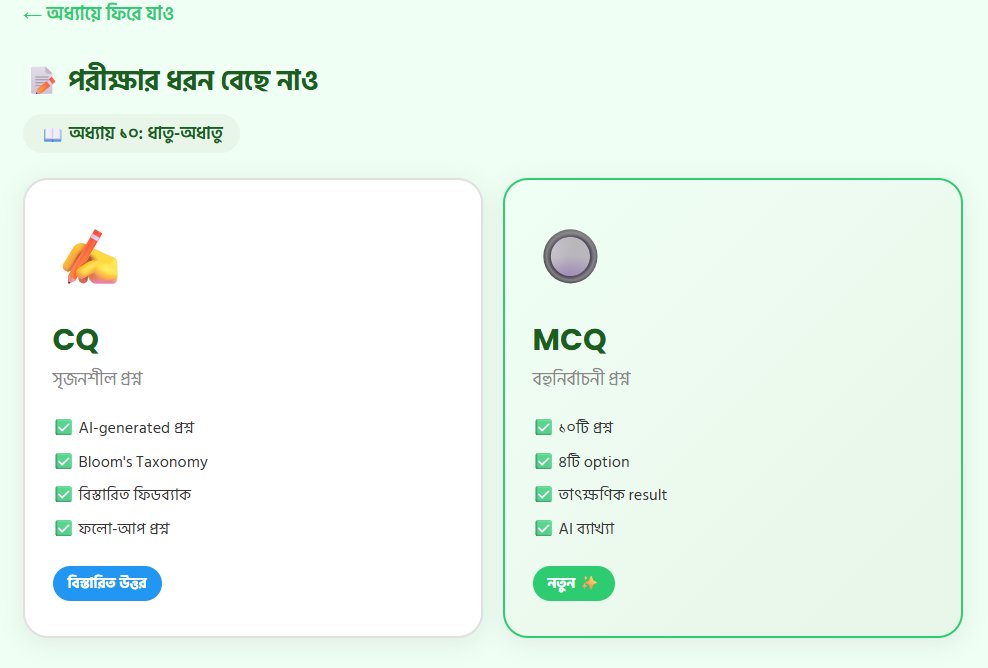 ← অধ্যায়ে ফিরে যাও
পরীক্ষার ধরন বেছে নাও
অধ্যায় ১০: ধাতু-অধাতু
CQ
সৃজনশীল প্রশ্ন
AI-generated প্রশ্ন
Bloom's Taxonomy
বিস্তারিত ফিডব্যাক
ফলো-আপ প্রশ্ন
বিস্তারিত উত্তর
MCQ
বহুনির্বাচনী প্রশ্ন
১০টি প্রশ্ন
৪টি option
তাৎক্ষণিক result
AI ব্যাখ্যা
নতুন